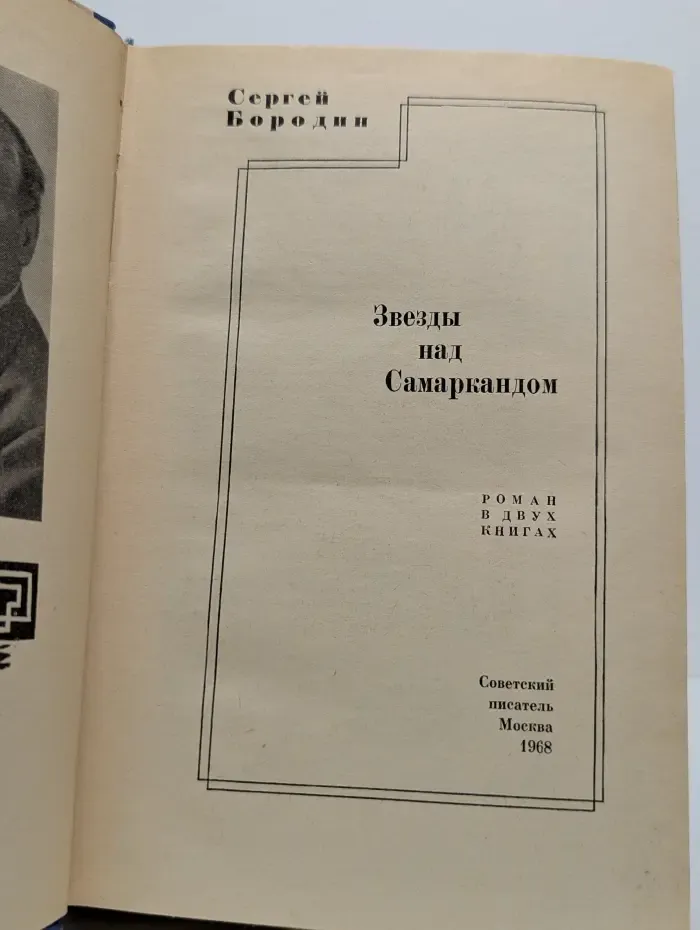 Сергей
Бородин
Звезды
над
Самаркандом
РОМАН
В ДВУХ
КНИГАХ
Советский
писатель
Москва
1968